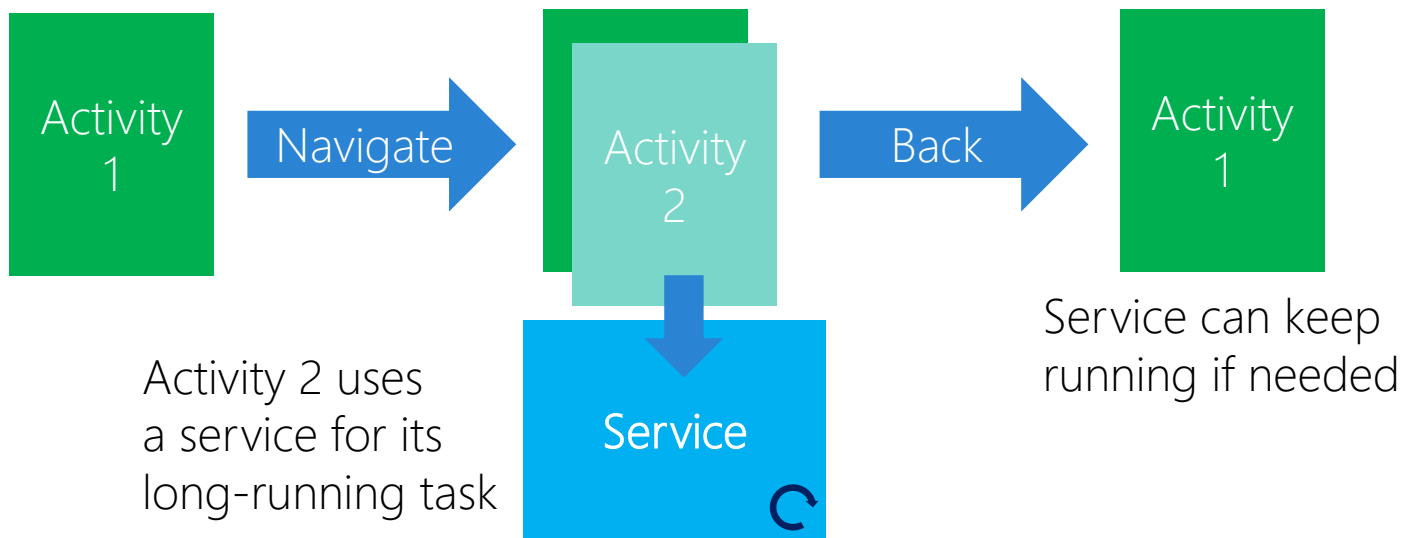 Activity
1
Navigate
Activity
2
Back
Activity
1
Activity 2 uses
a service for its
long-running task
Service
Service can keep
running if needed